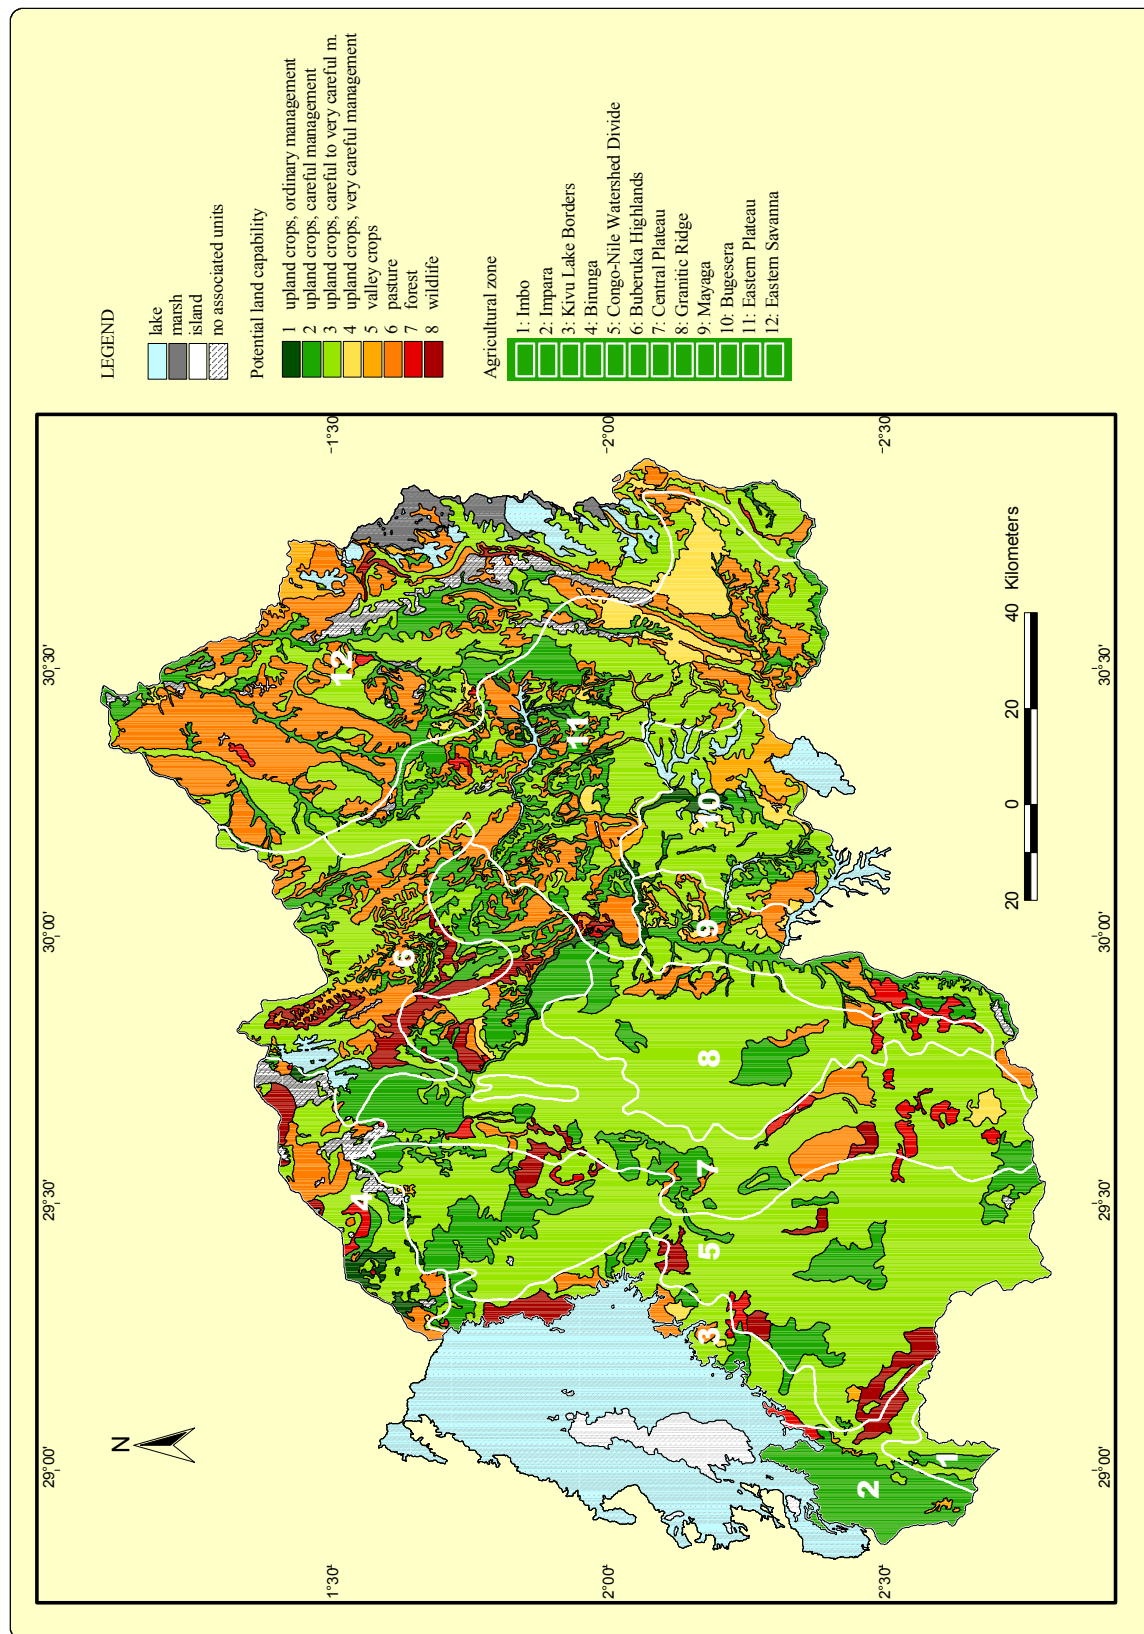 LEGEND
lake
marsh
island
no associated units
Potential land capability
1 upland crops, ordinary management
2 upland crops, careful management
3 upland crops, careful to very careful m.
4 upland crops, very careful management
5 valley crops
6 pasture
7 forest
8 wildlife
Agricultural zone
1: Imbo
2: Impara
3: Kivu Lake Borders
4: Birunga
5: Congo-Nile Watershed Divide
6: Buberuka Highlands
7: Central Plateau
8: Granitic Ridge
9: Mayaga
10: Bugesera
11: Eastern Plateau
12: Eastern Savanna
N
29°00'
29°30'
30°00'
30°30'
1°30'
2°00'
2°30'
-1°30
-2°00
-2°30
29°00'
29°30'
30°00'
30°30'
1
2
3
4
5
6
7
8
9
10
11
12
20 0 20 40 Kilometers